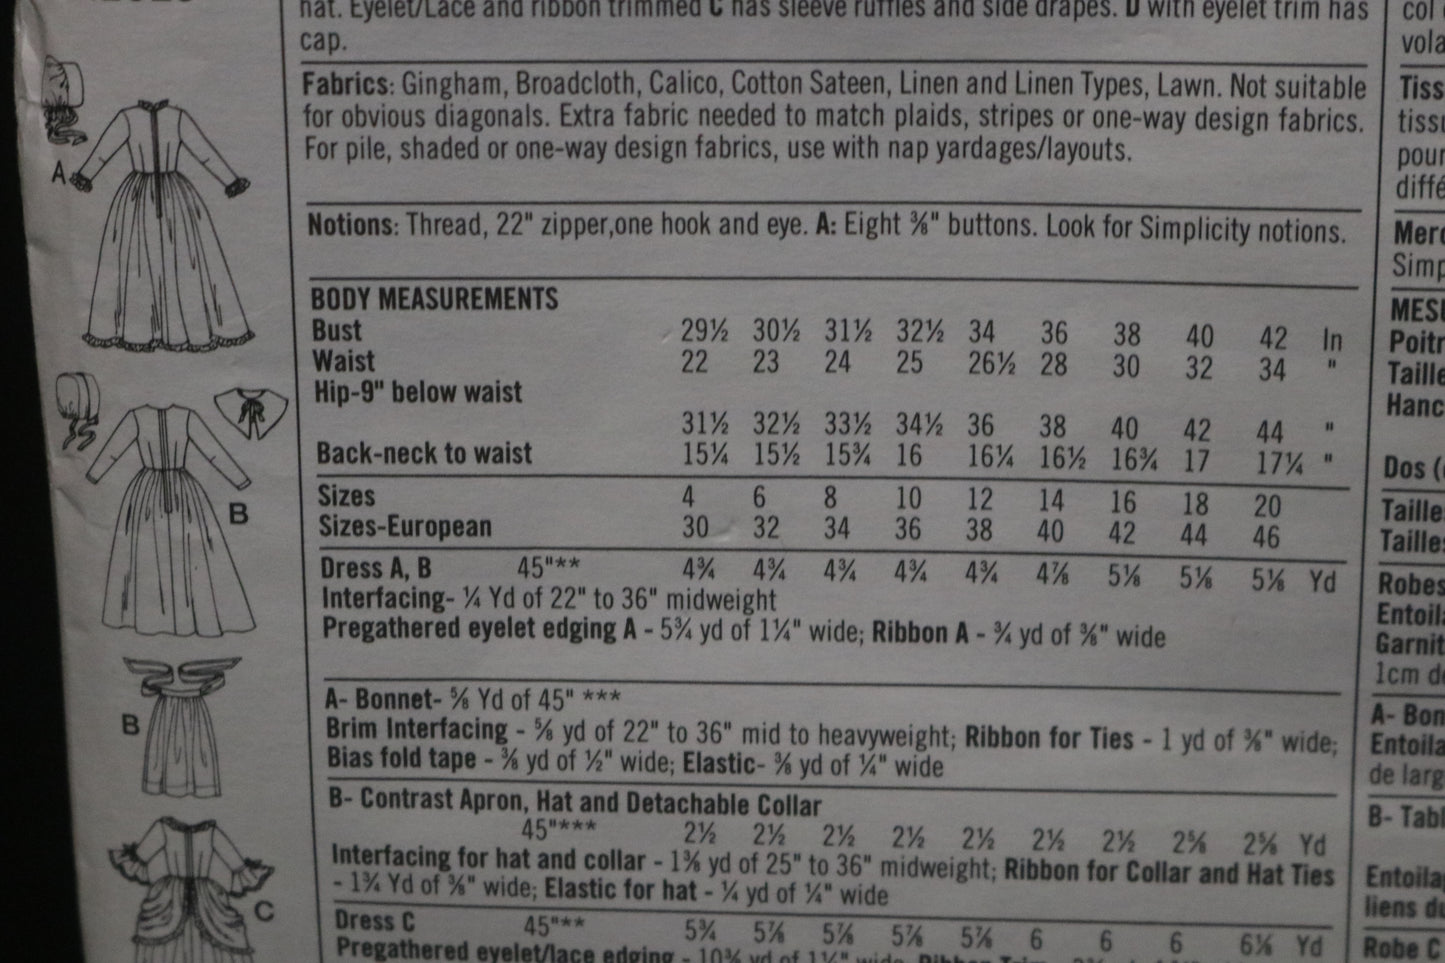 hat. Eyelet/Lace and ribbon trimmed C has sleeve ruffles and side drapes. D with eyelet trim has
cap.
Fabrics: Gingham, Broadcloth, Calico, Cotton Sateen, Linen and Linen Types, Lawn. Not suitable
for obvious diagonals. Extra fabric needed to match plaids, stripes or one-way design fabrics.
For pile, shaded or one-way design fabrics, use with nap yardages/layouts.
Notions: Thread, 22" zipper,one hook and eye. A: Eight ⅜" buttons. Look for Simplicity notions.
BODY MEASUREMENTS
Bust 29½ 30½ 31½ 32½ 34 36 38 40 42 In
Waist 22 23 24 25 26½ 28 30 32 34 "
Hip-9" below waist
31½ 32½ 33½ 34½ 36 38 40 42 44 "
Back-neck to waist 15¼ 15½ 15¾ 16 16¼ 16½ 16¾ 17 17¼ "
Sizes 4 6 8 10 12 14 16 18 20
Sizes-European 30 32 34 36 38 40 42 44 46
Dress A, B 45"** 4¾ 4¾ 4¾ 4¾ 4¾ 4⅞ 5⅛ 5⅛ 5⅛ Yd
Interfacing- ¼ Yd of 22" to 36" midweight
Pregathered eyelet edging A - 5¾ yd of 1¼" wide; Ribbon A - ¾ yd of ⅜" wide
A- Bonnet- ⅝ Yd of 45" ***
Brim Interfacing - ⅝ yd of 22" to 36" mid to heavyweight; Ribbon for Ties - 1 yd of ⅜" wide;
Bias fold tape - ⅜ yd of ½" wide; Elastic- ⅜ yd of ¼" wide
B- Contrast Apron, Hat and Detachable Collar
45"*** 2½ 2½ 2½ 2½ 2½ 2½ 2½ 2⅝ 2⅝ Yd
Interfacing for hat and collar - 1⅜ yd of 25" to 36" midweight; Ribbon for Collar and Hat Ties
- 1¾ Yd of ⅜" wide; Elastic for hat - ¼ yd of ¼" wide
Dress C 45"** 5¾ 5⅞ 5⅞ 5⅞ 5⅞ 6 6 6 6⅛ Yd
Pregathered eyelet/lace edging - 10¾ yd of 1¼" wide
A
B
B
C
col
vola
Tiss
tissu
pour
diffé
Merc
Simp
MESU
Poitr
Taille
Hanc
Dos (
Taille
Tailles
Robes
Entoil
Garnit
1cm de
A- Bon
Entoila
de larg
B- Tabl
Entoila
liens du
Robe C